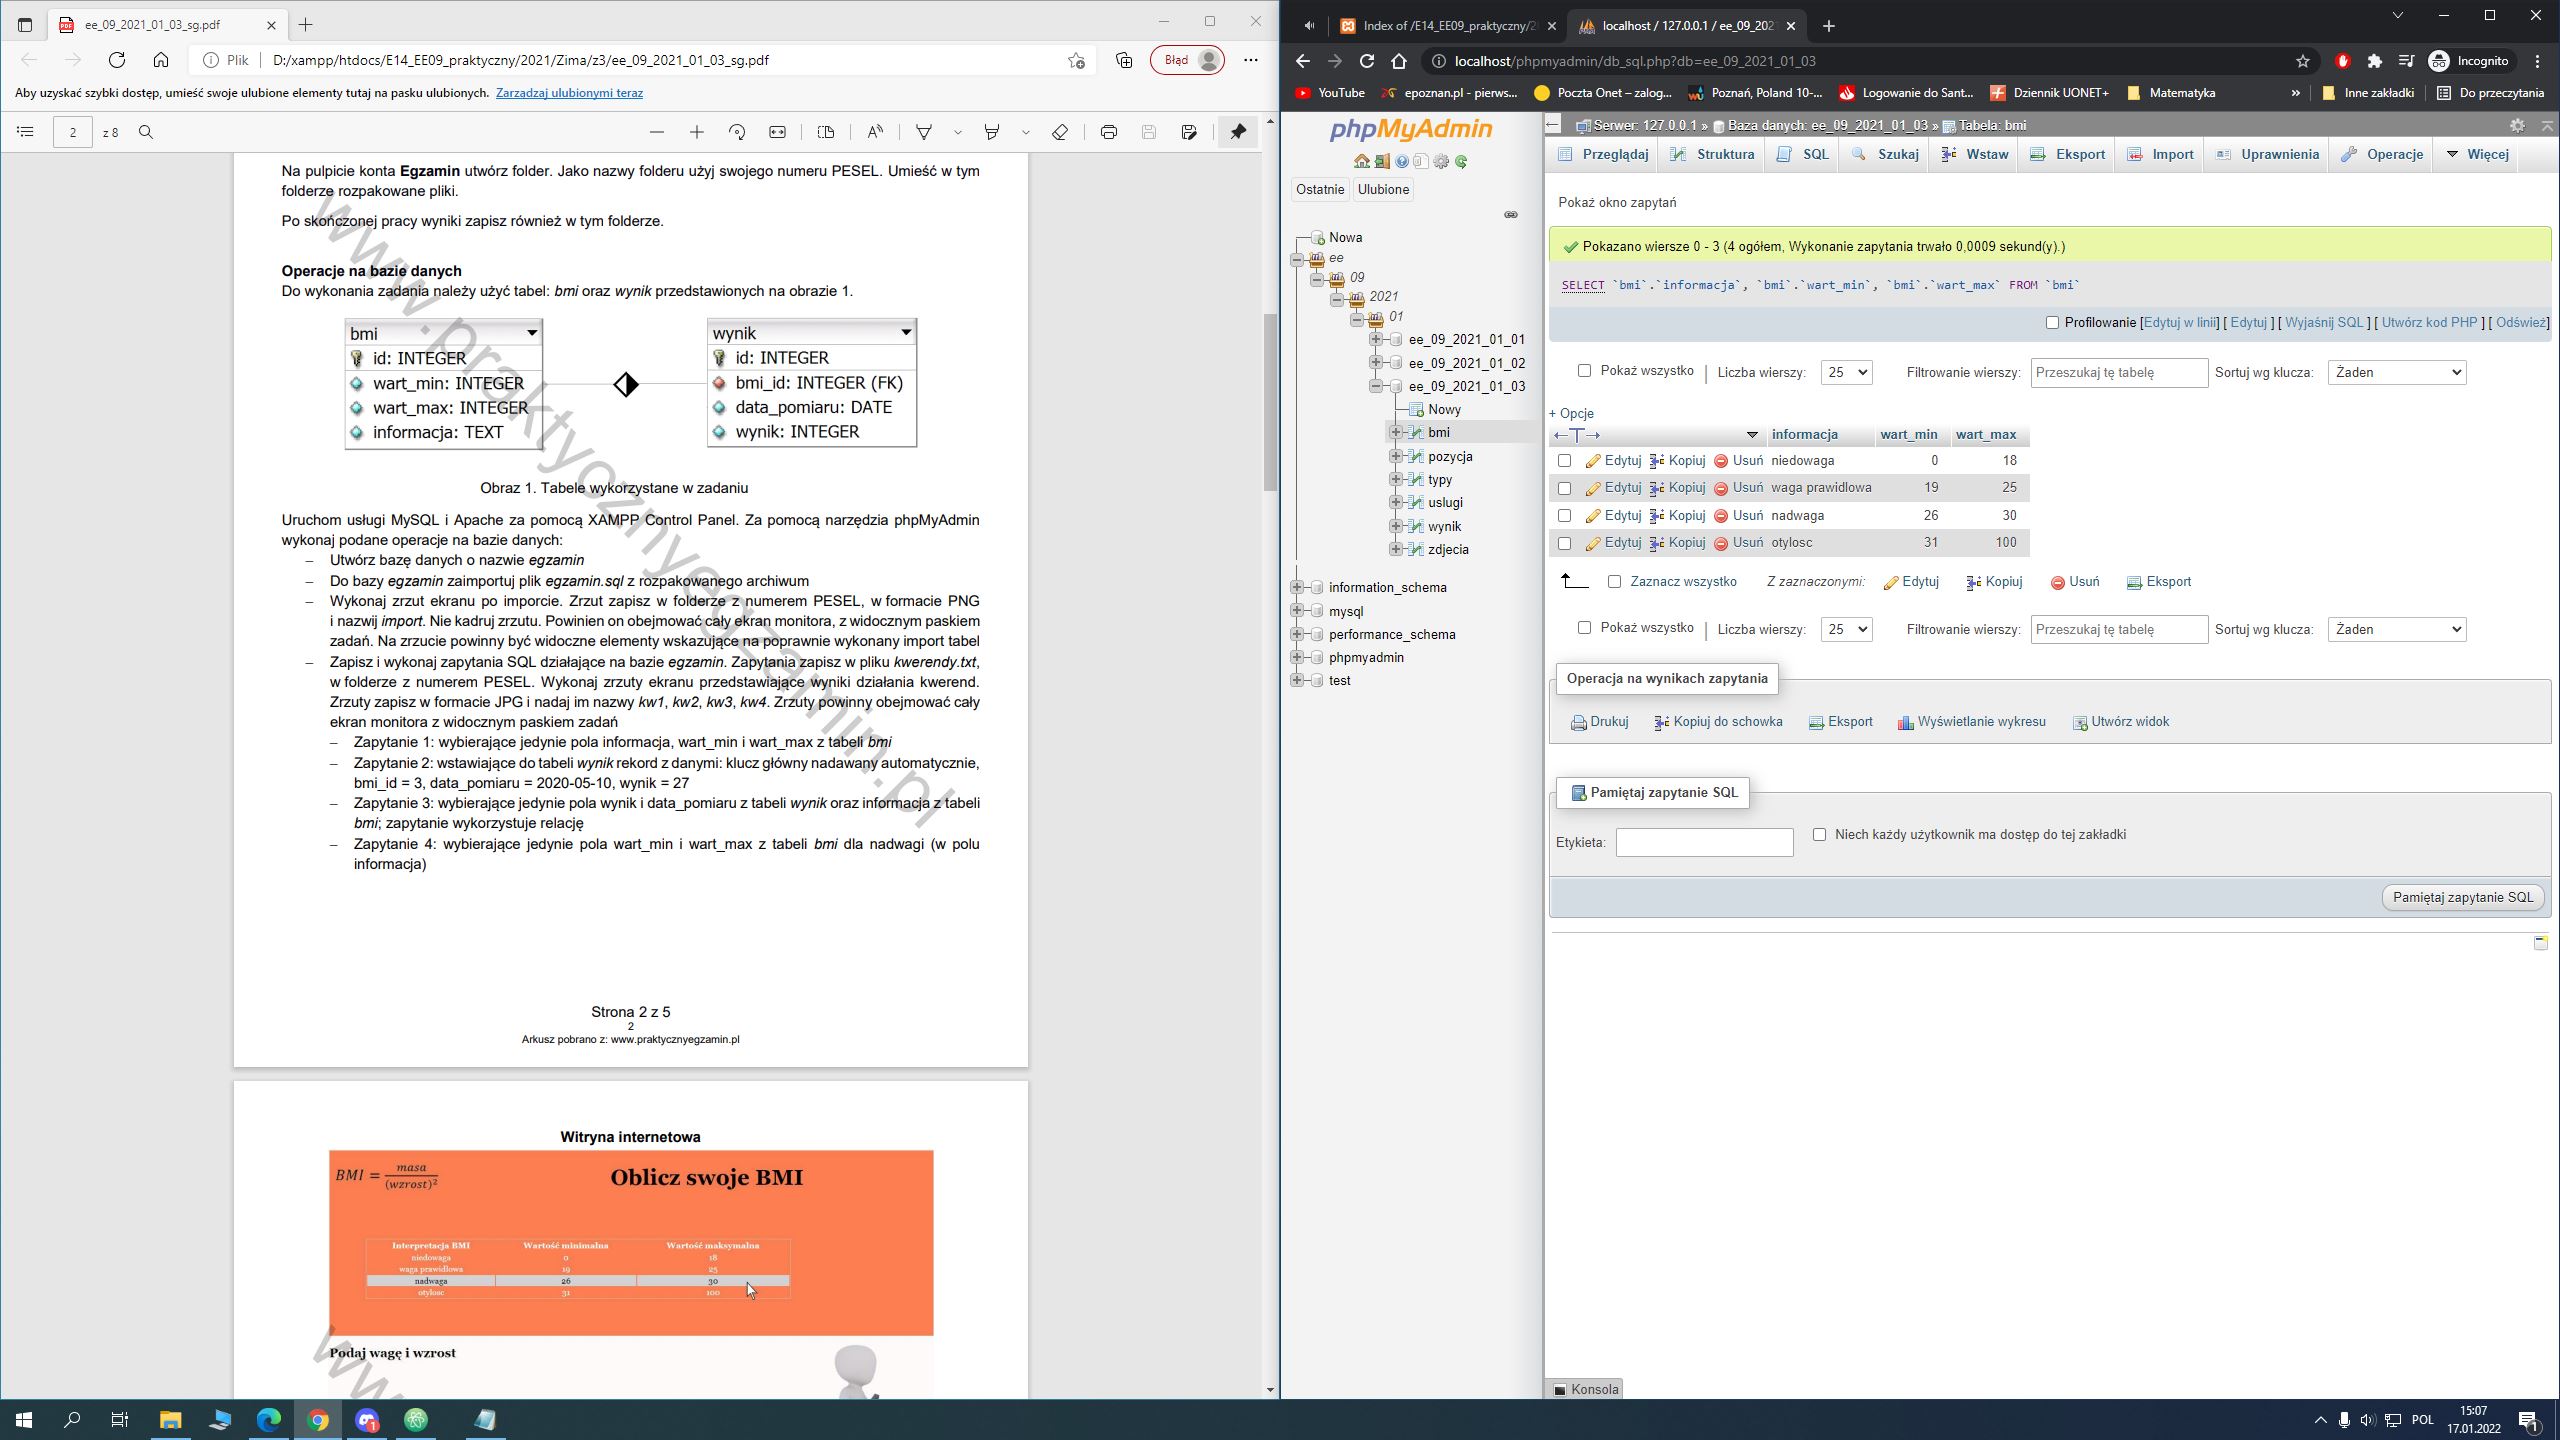 ee_09_2021_01_03_sg.pdf
Plik D:/xampp/htdocs/E14_EE09_praktyczny/2021/Zima/z3/ee_09_2021_01_03_sg.pdf Błąd
Aby uzyskać szybki dostęp, umieść swoje ulubione elementy tutaj na pasku ulubionych. Zarządzaj ulubionymi teraz
2 z 8
Na pulpicie konta Egzamin utwórz folder. Jako nazwy folderu użyj swojego numeru PESEL. Umieść w tym
folderze rozpakowane pliki.
Po skończonej pracy wyniki zapisz również w tym folderze.
Operacje na bazie danych
Do wykonania zadania należy użyć tabel: bmi oraz wynik przedstawionych na obrazie 1.
bmi
id: INTEGER
wart_min: INTEGER
wart_max: INTEGER
informacja: TEXT
wynik
id: INTEGER
bmi_id: INTEGER (FK)
data_pomiaru: DATE
wynik: INTEGER
Obraz 1. Tabele wykorzystane w zadaniu
Uruchom usługi MySQL i Apache za pomocą XAMPP Control Panel. Za pomocą narzędzia phpMyAdmin
wykonaj podane operacje na bazie danych:
– Utwórz bazę danych o nazwie egzamin
– Do bazy egzamin zaimportuj plik egzamin.sql z rozpakowanego archiwum
– Wykonaj zrzut ekranu po imporcie. Zrzut zapisz w folderze z numerem PESEL, w formacie PNG
i nazwij import. Nie kadruj zrzutu. Powinien on obejmować cały ekran monitora, z widocznym paskiem
zadań. Na zrzucie powinny być widoczne elementy wskazujące na poprawnie wykonany import tabel
– Zapisz i wykonaj zapytania SQL działające na bazie egzamin. Zapytania zapisz w pliku kwerendy.txt,
w folderze z numerem PESEL. Wykonaj zrzuty ekranu przedstawiające wyniki działania kwerend.
Zrzuty zapisz w formacie JPG i nadaj im nazwy kw1, kw2, kw3, kw4. Zrzuty powinny obejmować cały
ekran monitora z widocznym paskiem zadań
– Zapytanie 1: wybierające jedynie pola informacja, wart_min i wart_max z tabeli bmi
– Zapytanie 2: wstawiające do tabeli wynik rekord z danymi: klucz główny nadawany automatycznie,
bmi_id = 3, data_pomiaru = 2020-05-10, wynik = 27
– Zapytanie 3: wybierające jedynie pola wynik i data_pomiaru z tabeli wynik oraz informacja z tabeli
bmi; zapytanie wykorzystuje relację
– Zapytanie 4: wybierające jedynie pola wart_min i wart_max z tabeli bmi dla nadwagi (w polu
informacja)
www.praktycznyegzamin.pl
Strona 2 z 5
2
Arkusz pobrano z: www.praktycznyegzamin.pl
Witryna internetowa
BMI = masa / (wzrost)²
Oblicz swoje BMI
Interpretacja BMI Wartość minimalna Wartość maksymalna
niedowaga 0 18
waga prawidlowa 19 25
nadwaga 26 30
otylosc 31 100
Podaj wagę i wzrost
www
Index of /E14_EE09_praktyczny/2 localhost / 127.0.0.1 / ee_09_202
localhost/phpmyadmin/db_sql.php?db=ee_09_2021_01_03 Incognito
YouTube epoznan.pl - pierws... Poczta Onet – zalog... Poznań, Poland 10-... Logowanie do Sant... Dziennik UONET+ Matematyka » Inne zakładki Do przeczytania
phpMyAdmin
Ostatnie Ulubione
Nowa
ee
09
2021
01
ee_09_2021_01_01
ee_09_2021_01_02
ee_09_2021_01_03
Nowy
bmi
pozycja
typy
uslugi
wynik
zdjecia
information_schema
mysql
performance_schema
phpmyadmin
test
Serwer: 127.0.0.1 » Baza danych: ee_09_2021_01_03 » Tabela: bmi
Przeglądaj Struktura SQL Szukaj Wstaw Eksport Import Uprawnienia Operacje Więcej
Pokaż okno zapytań
Pokazano wiersze 0 - 3 (4 ogółem, Wykonanie zapytania trwało 0,0009 sekund(y).)
SELECT `bmi`.`informacja`, `bmi`.`wart_min`, `bmi`.`wart_max` FROM `bmi`
Profilowanie [Edytuj w linii] [ Edytuj ] [ Wyjaśnij SQL ] [ Utwórz kod PHP ] [ Odśwież]
Pokaż wszystko Liczba wierszy: 25 Filtrowanie wierszy: Przeszukaj tę tabelę Sortuj wg klucza: Żaden
+ Opcje
←T→ informacja wart_min wart_max
Edytuj Kopiuj Usuń niedowaga 0 18
Edytuj Kopiuj Usuń waga prawidlowa 19 25
Edytuj Kopiuj Usuń nadwaga 26 30
Edytuj Kopiuj Usuń otylosc 31 100
Zaznacz wszystko Z zaznaczonymi: Edytuj Kopiuj Usuń Eksport
Pokaż wszystko Liczba wierszy: 25 Filtrowanie wierszy: Przeszukaj tę tabelę Sortuj wg klucza: Żaden
Operacja na wynikach zapytania
Drukuj Kopiuj do schowka Eksport Wyświetlanie wykresu Utwórz widok
Pamiętaj zapytanie SQL
Etykieta: Niech każdy użytkownik ma dostęp do tej zakładki
Pamiętaj zapytanie SQL
Konsola
POL 15:07
17.01.2022